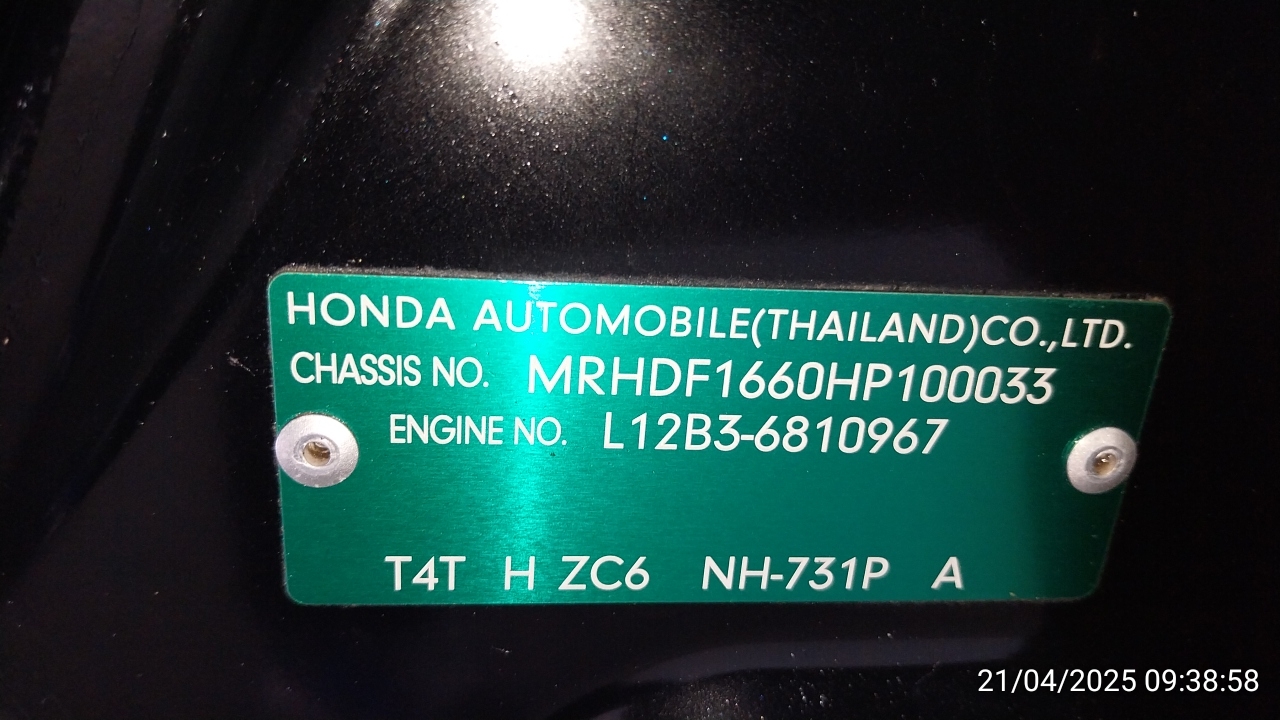 HONDA AUTOMOBILE(THAILAND)CO.,LTD.
CHASSIS NO. MRHDF1660HP100033
ENGINE NO. L12B3-6810967
T4T H ZC6 NH-731P A
21/04/2025 09:38:58